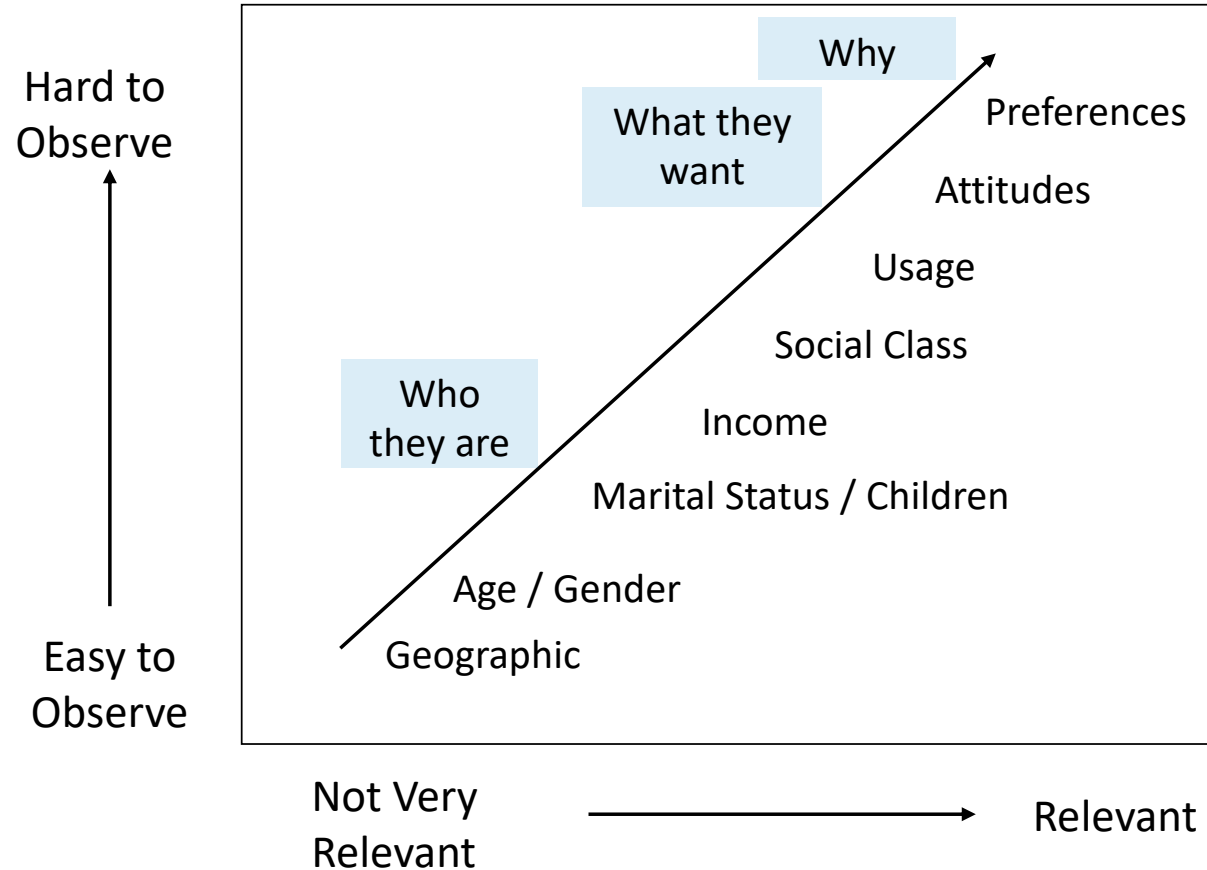 Why
Hard to
Observe
What they
want
Preferences
Attitudes
Usage
Social Class
Who
they are
Income
Marital Status / Children
Age / Gender
Easy to
Observe
Geographic
Not Very
Relevant
Relevant